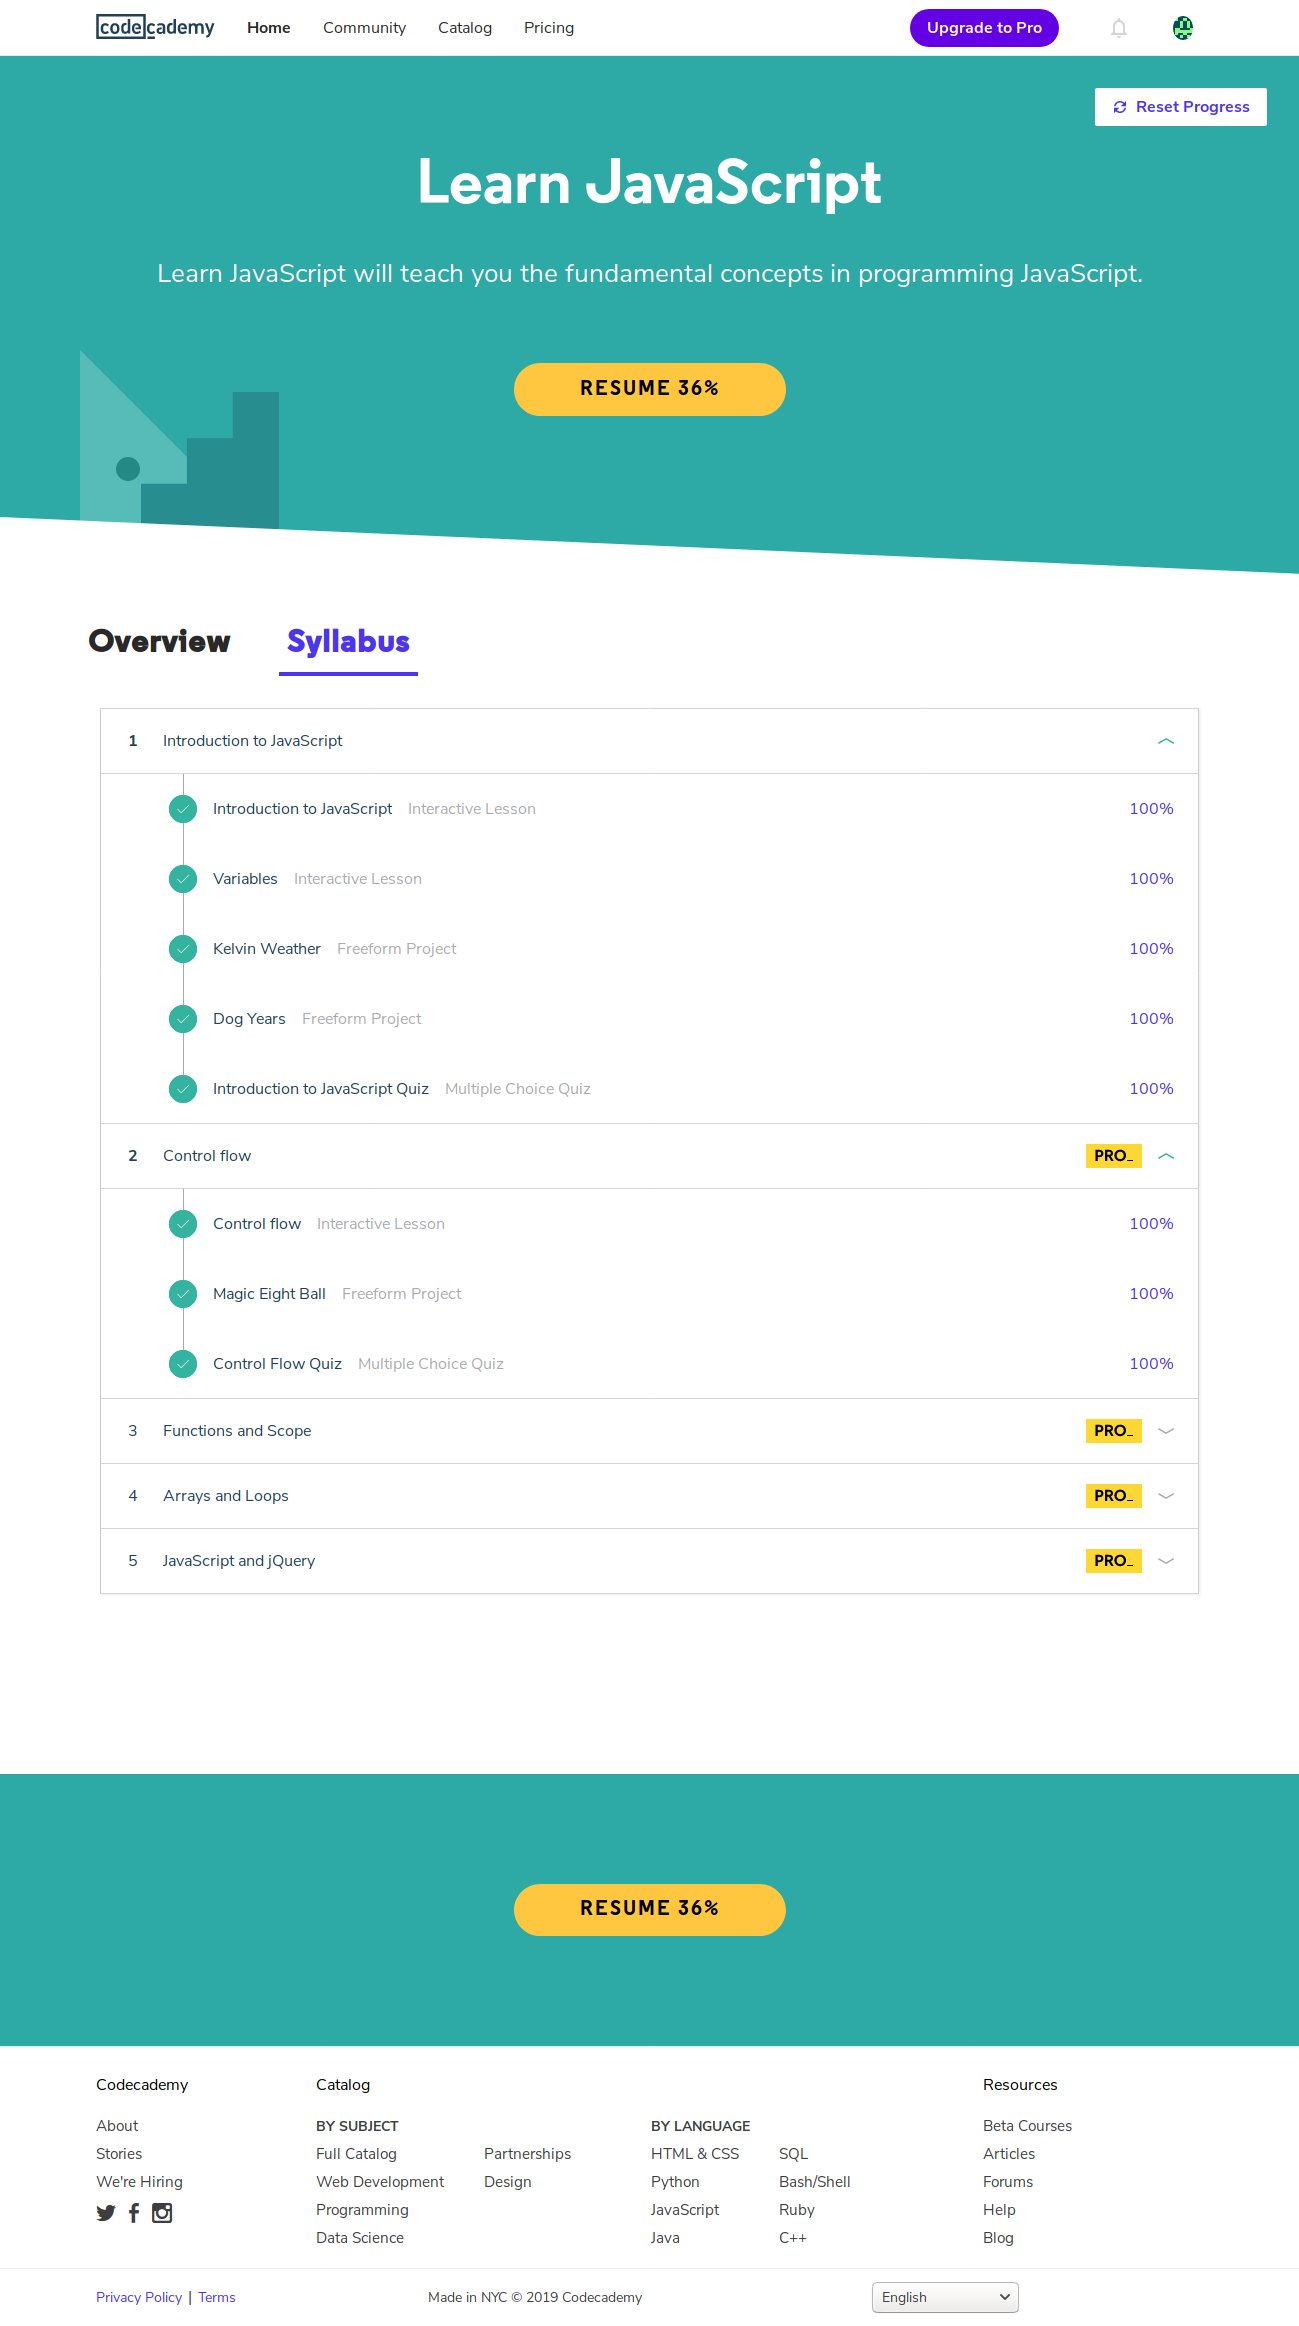 codecademy Home Community Catalog Pricing Upgrade to Pro
Reset Progress
Learn JavaScript
Learn JavaScript will teach you the fundamental concepts in programming JavaScript.
RESUME 36%
Overview Syllabus
1 Introduction to JavaScript
Introduction to JavaScript Interactive Lesson 100%
Variables Interactive Lesson 100%
Kelvin Weather Freeform Project 100%
Dog Years Freeform Project 100%
Introduction to JavaScript Quiz Multiple Choice Quiz 100%
2 Control flow PRO_
Control flow Interactive Lesson 100%
Magic Eight Ball Freeform Project 100%
Control Flow Quiz Multiple Choice Quiz 100%
3 Functions and Scope PRO_
4 Arrays and Loops PRO_
5 JavaScript and jQuery PRO_
RESUME 36%
Codecademy Catalog Resources
About BY SUBJECT BY LANGUAGE Beta Courses
Stories Full Catalog Partnerships HTML & CSS SQL Articles
We're Hiring Web Development Design Python Bash/Shell Forums
Programming JavaScript Ruby Help
Data Science Java C++ Blog
Privacy Policy | Terms Made in NYC © 2019 Codecademy English